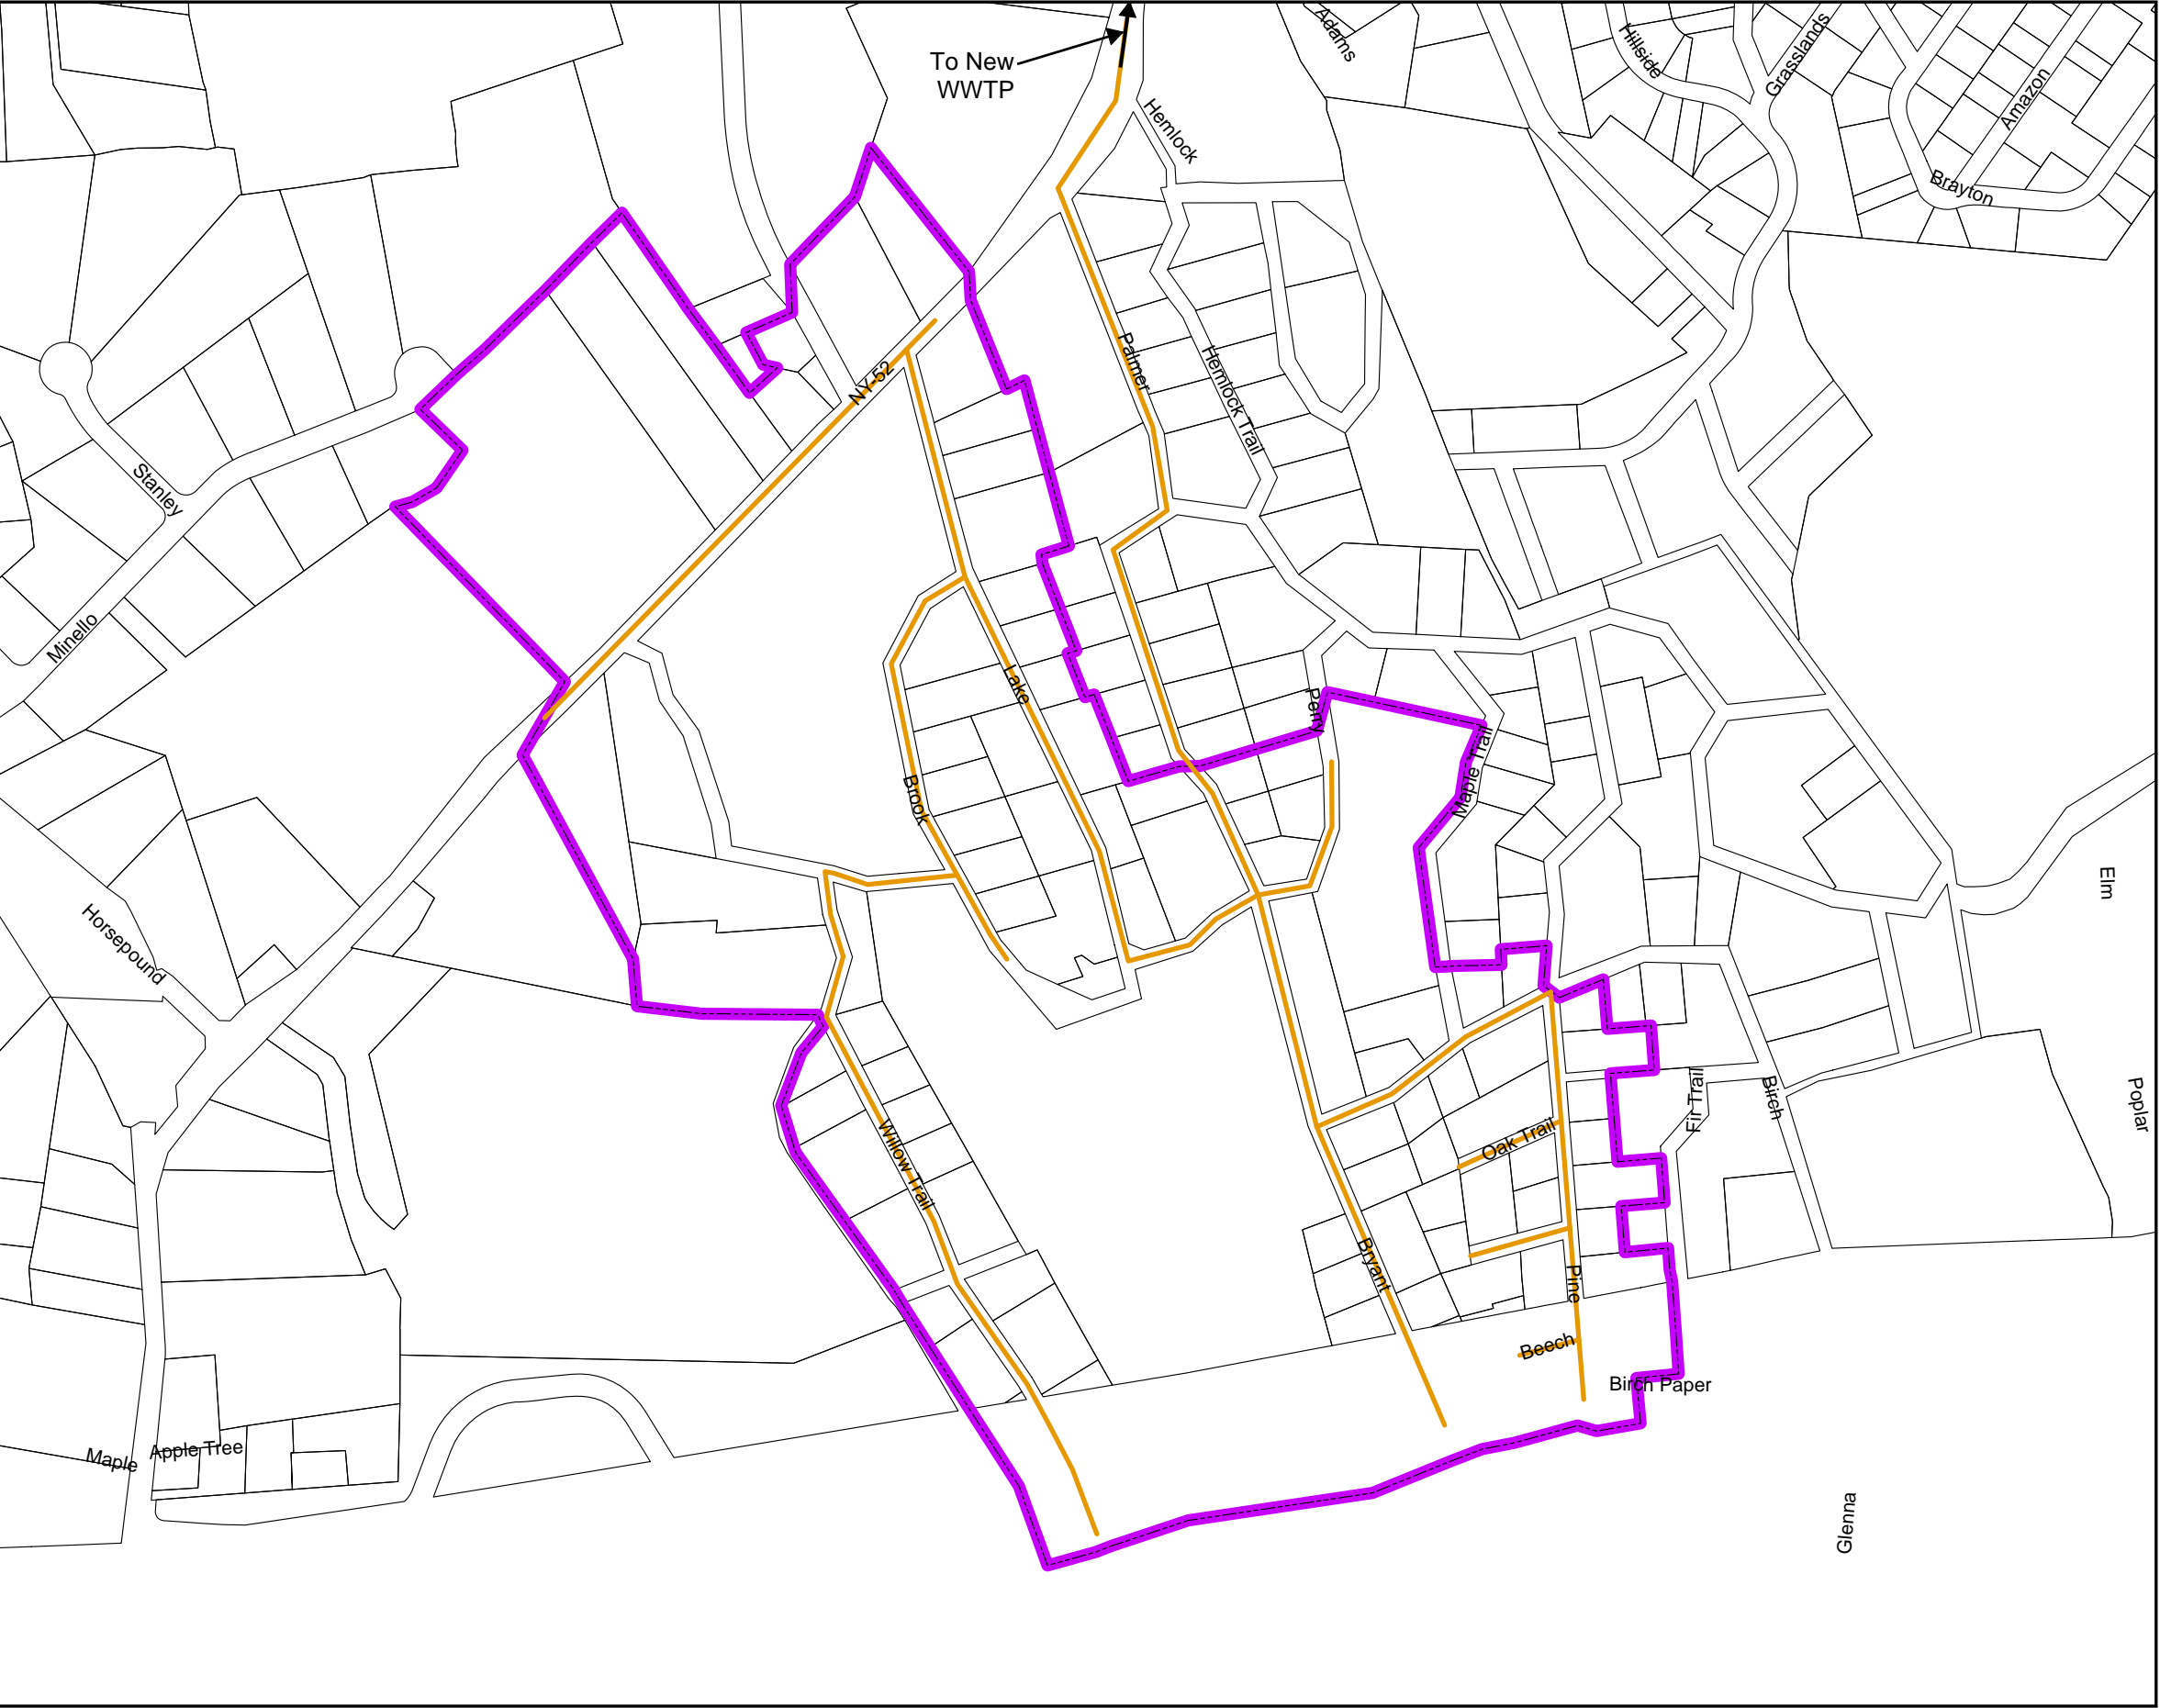 Adams
Hillside
Grasslands
To New
WWTP
Amazon
Hemlock
Brayton
Palmer
NY-52
Hemlock Trail
Stanley
Minello
Lake
Perry
Maple Trail
Brook
Elm
Horsepound
Fir Trail
Birch
Poplar
Oak Trail
Willow Trail
Bryant
Pine
Beech
Birch Paper
Apple Tree
Maple
Glenna